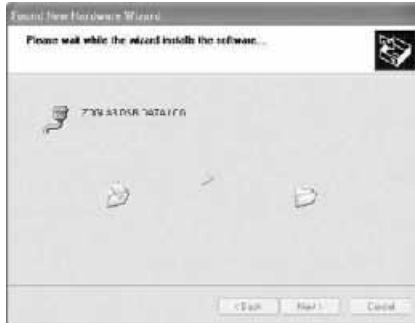 Found New Hardware Wizard
Please wait while the wizard installs the software...
< Back
Next >
Cancel